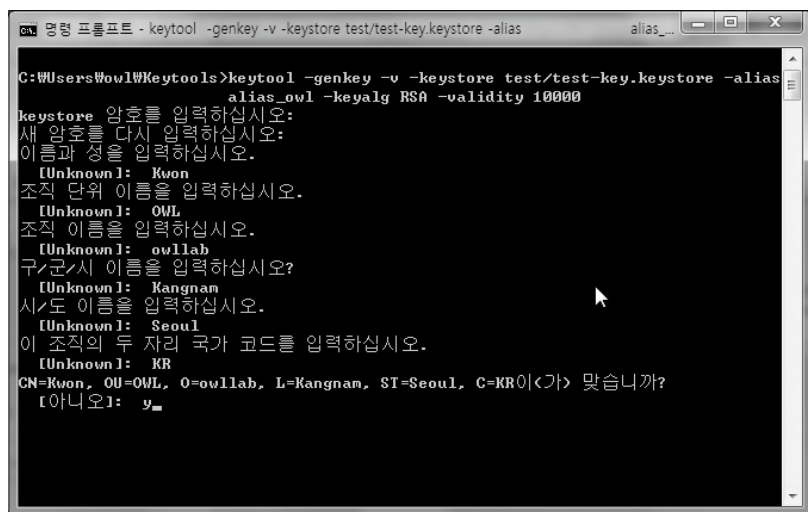 명령 프롬프트 - keytool -genkey -v -keystore test/test-key.keystore -alias alias_...
C:₩Users₩owl₩Keytools>keytool -genkey -v -keystore test/test-key.keystore -alias
alias_owl -keyalg RSA -validity 10000
keystore 암호를 입력하십시오:
새 암호를 다시 입력하십시오:
이름과 성을 입력하십시오.
[Unknown]: Kwon
조직 단위 이름을 입력하십시오.
[Unknown]: OWL
조직 이름을 입력하십시오.
[Unknown]: owllab
구/군/시 이름을 입력하십시오?
[Unknown]: Kangnam
시/도 이름을 입력하십시오.
[Unknown]: Seoul
이 조직의 두 자리 국가 코드를 입력하십시오.
[Unknown]: KR
CN=Kwon, OU=OWL, O=owllab, L=Kangnam, ST=Seoul, C=KR이(가) 맞습니까?
[아니오]: y